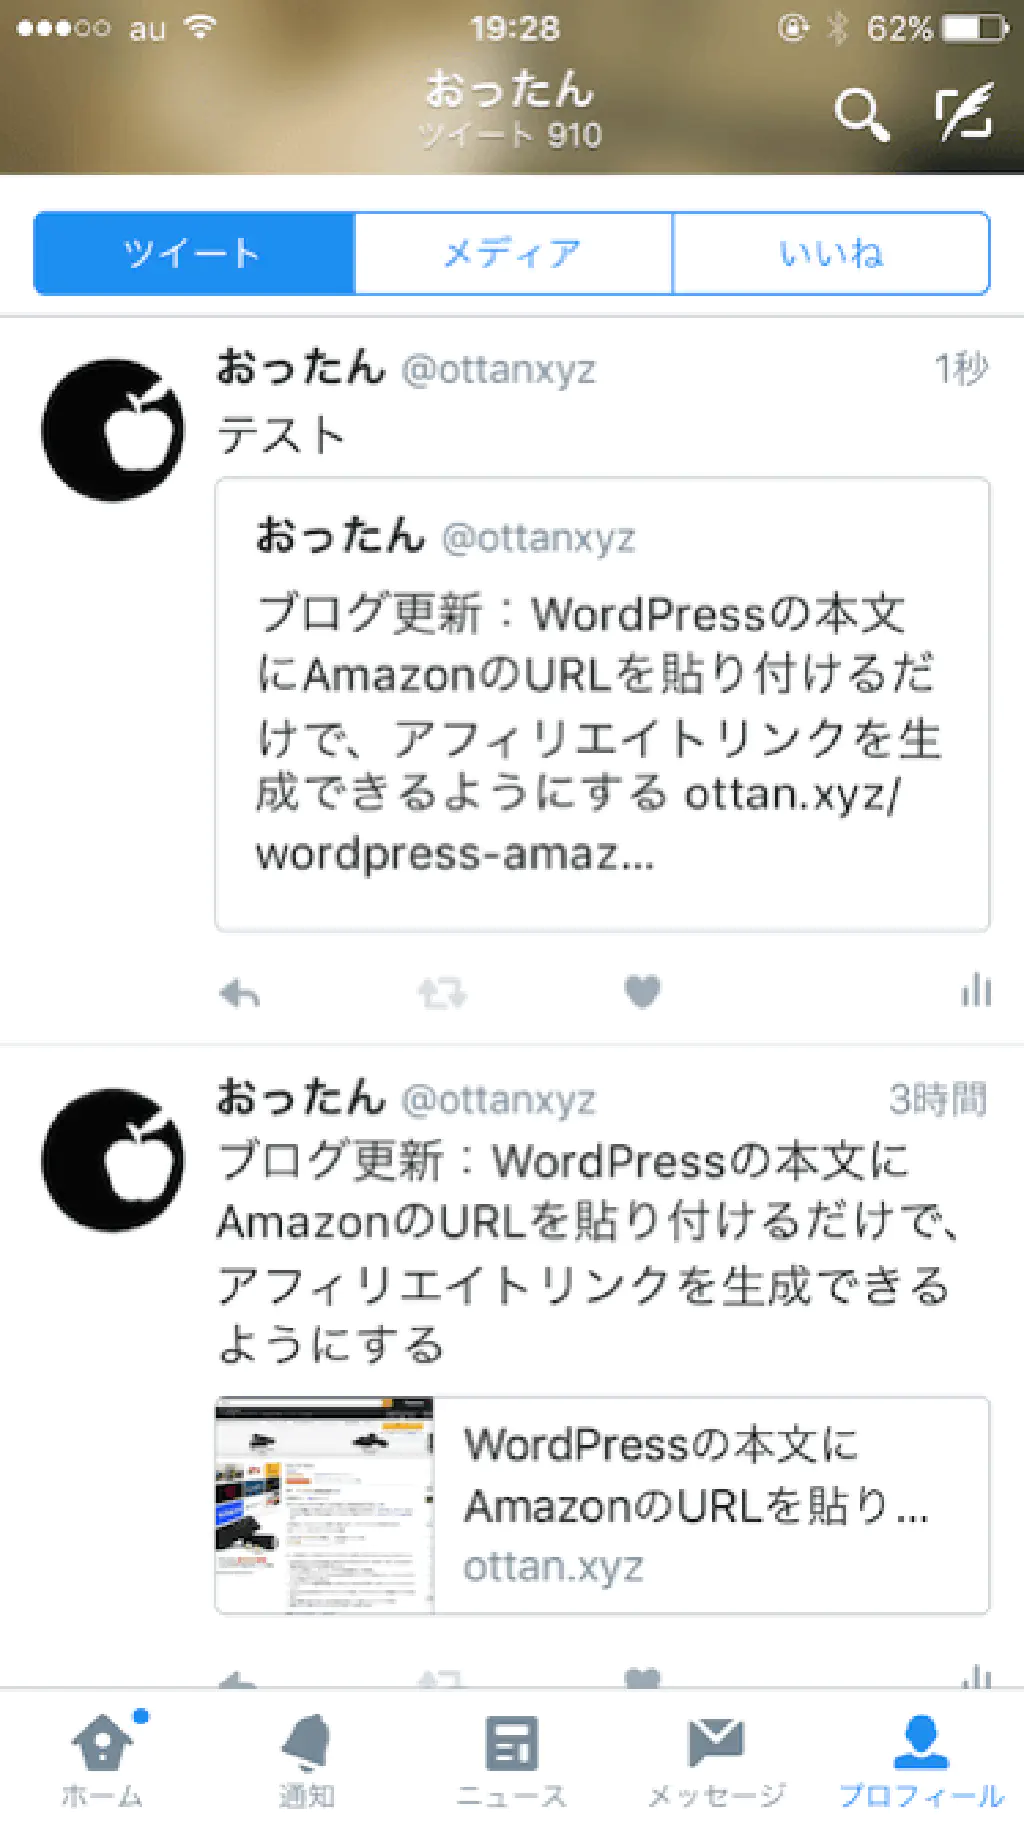 au 19:28 62%
おったん
ツイート 910
ツイート メディア いいね
おったん @ottanxyz 1秒
テスト
おったん @ottanxyz
ブログ更新：WordPressの本文
にAmazonのURLを貼り付けるだ
けで、アフィリエイトリンクを生
成できるようにする ottan.xyz/
wordpress-amaz...
おったん @ottanxyz 3時間
ブログ更新：WordPressの本文に
AmazonのURLを貼り付けるだけで、
アフィリエイトリンクを生成できる
ようにする
WordPressの本文に
AmazonのURLを貼り...
ottan.xyz
ホーム 通知 ニュース メッセージ プロフィール